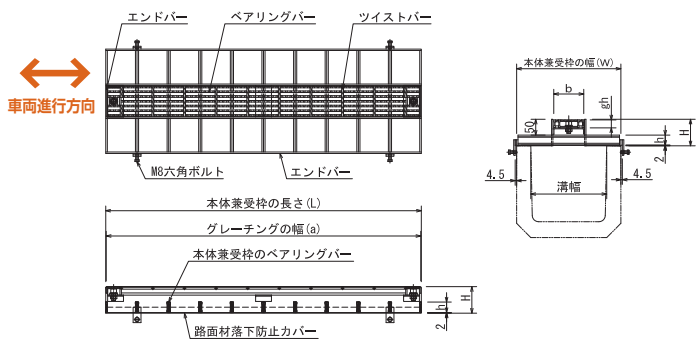 エンドバー
ベアリングバー
ツイストバー
車両進行方向
M8六角ボルト
エンドバー
本体兼受枠の長さ(L)
グレーチングの幅(a)
本体兼受枠のベアリングバー
H
h
2
路面材落下防止カバー
本体兼受枠の幅(W)
b
gh
50
H
h
2
4.5
4.5
溝幅